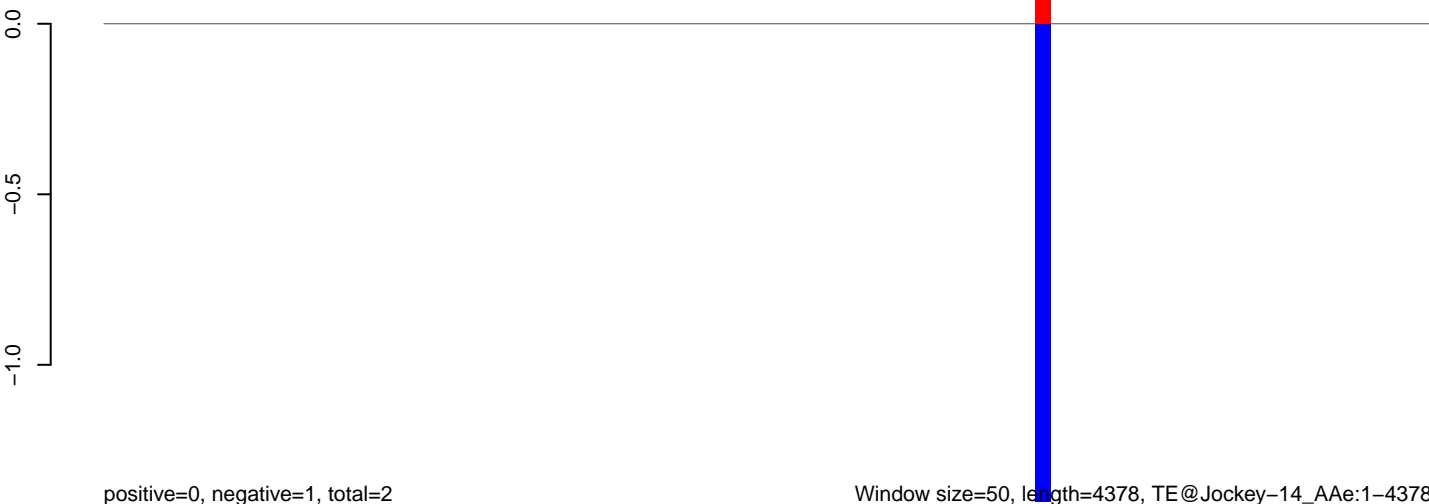 0.0
−0.5
−1.0
positive=0, negative=1, total=2
Window size=50, length=4378, TE@Jockey−14_AAe:1−4378